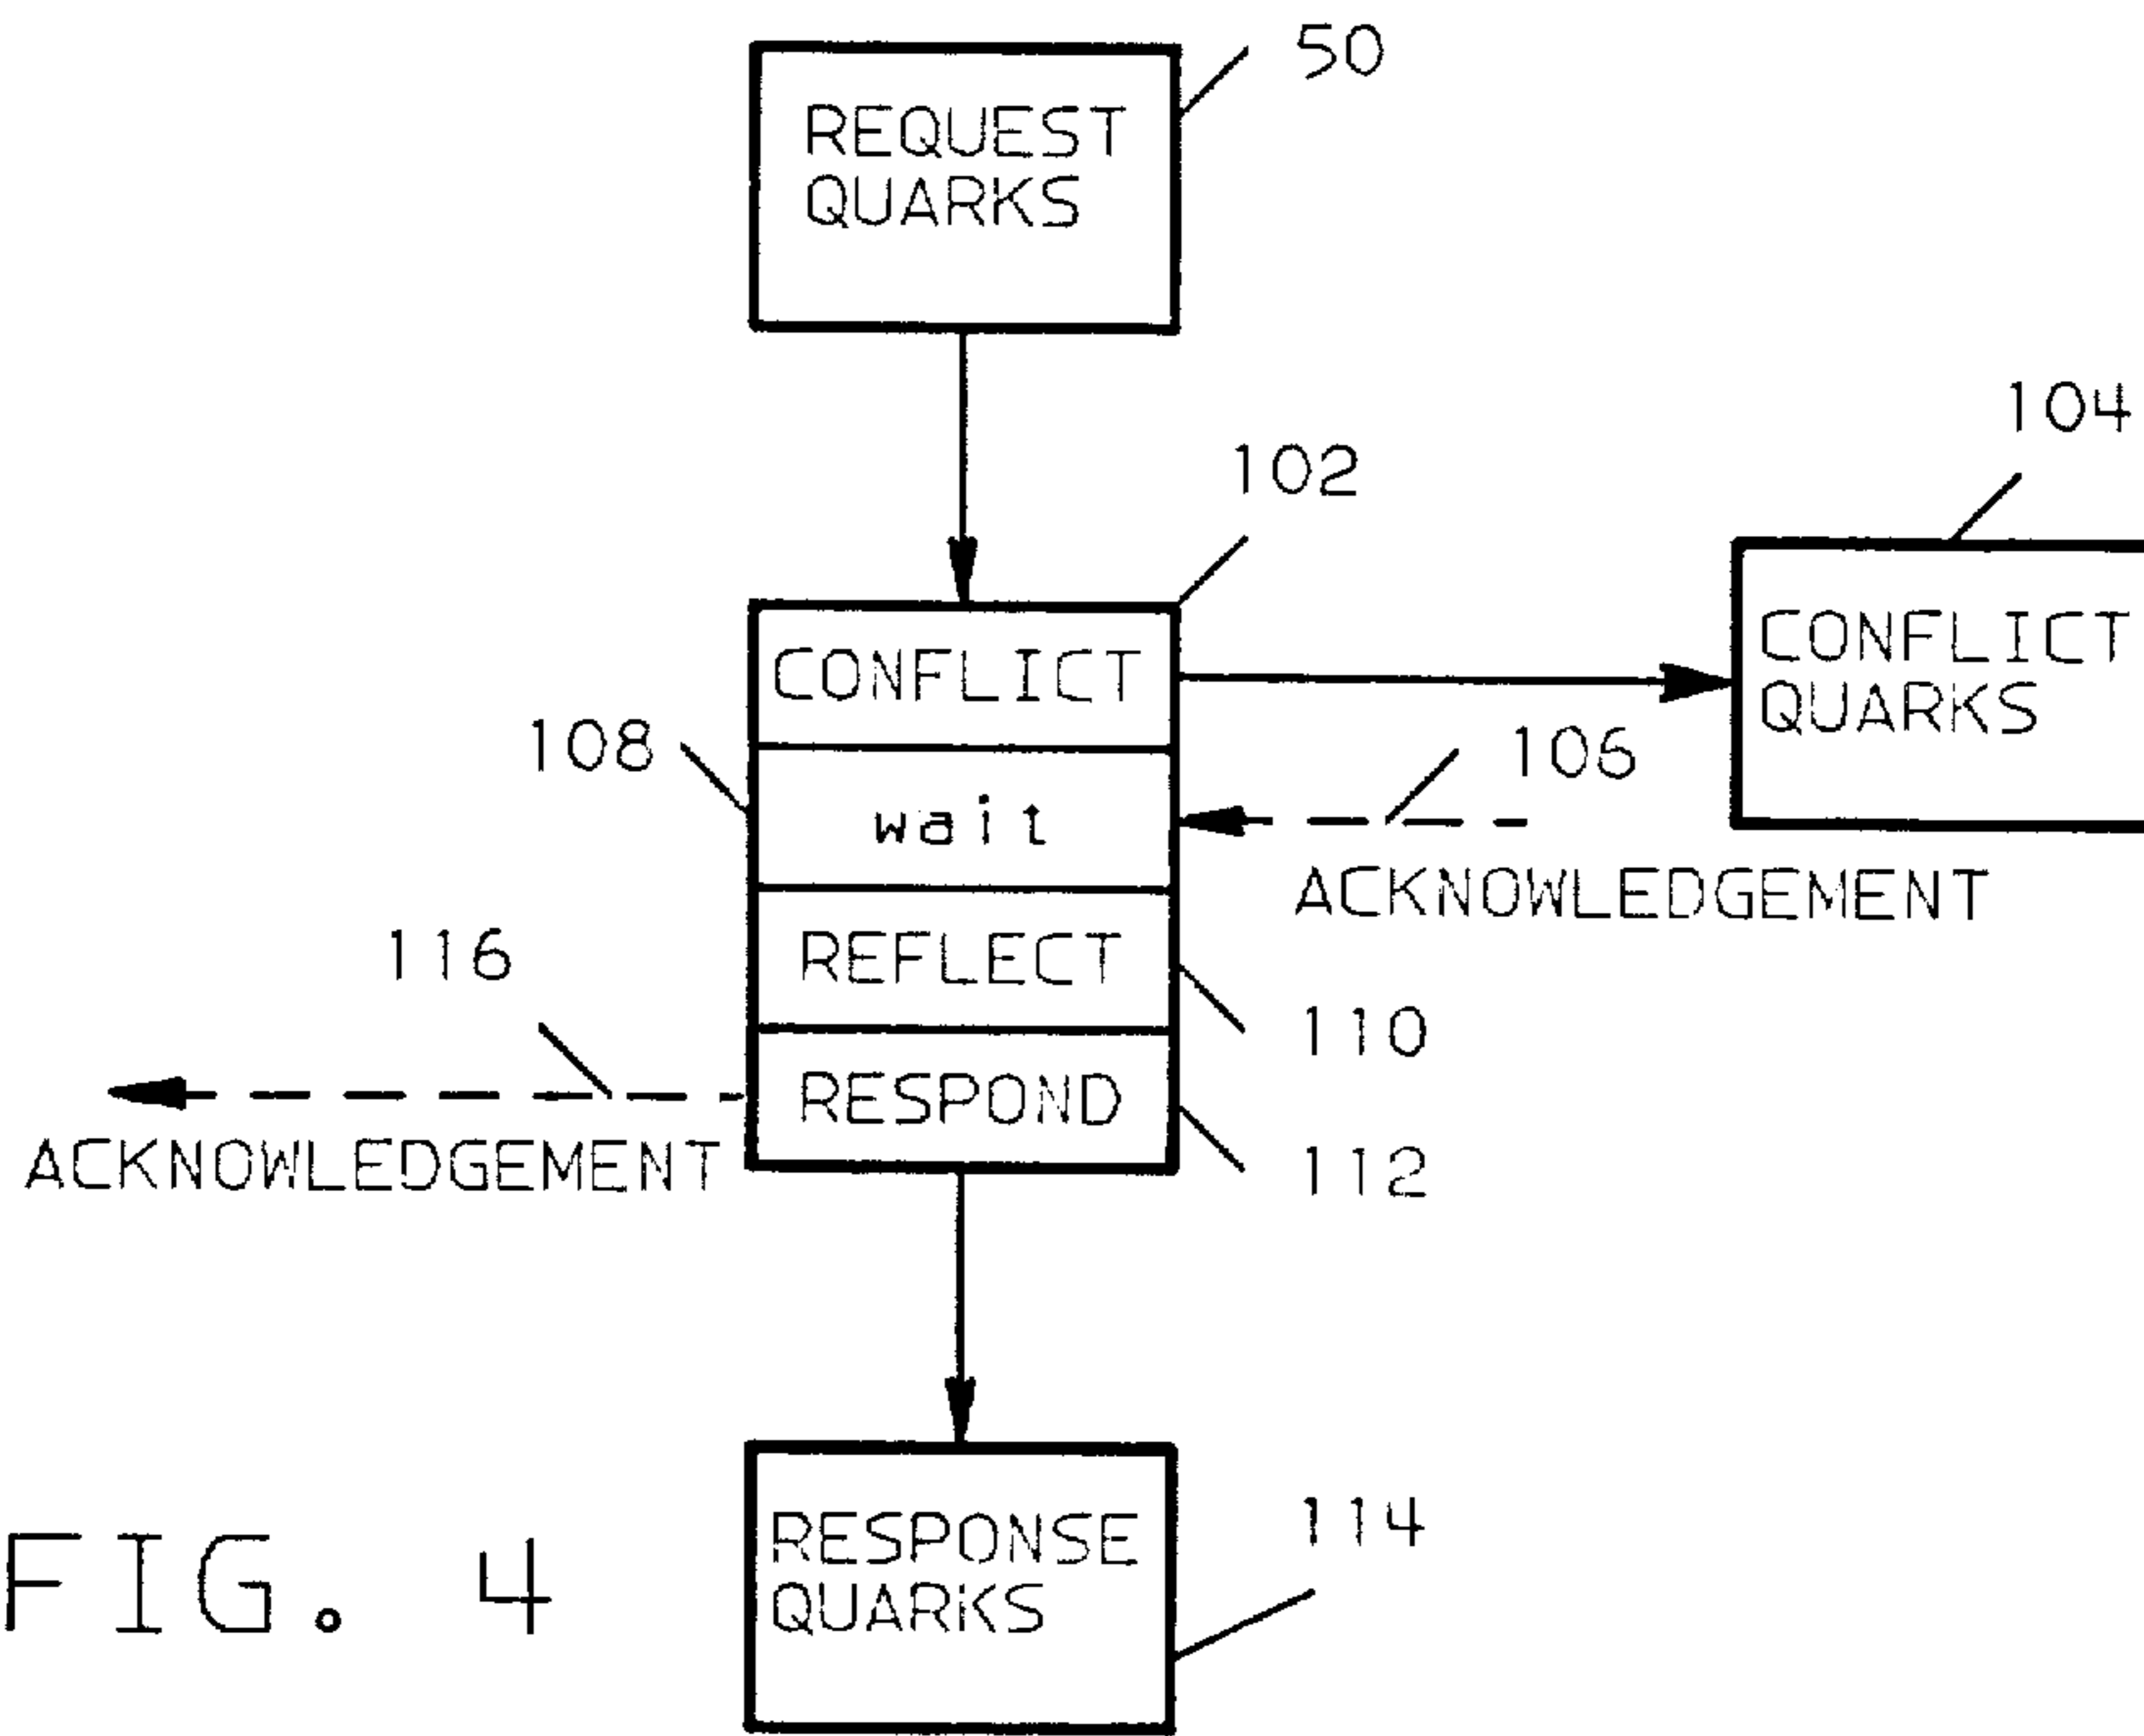 50
REQUEST
QUARKS
104
102
CONFLICT
CONFLICT
QUARKS
108
106
wait
ACKNOWLEDGEMENT
116
REFLECT
110
RESPOND
ACKNOWLEDGEMENT
112
RESPONSE
QUARKS
114
FIG. 4